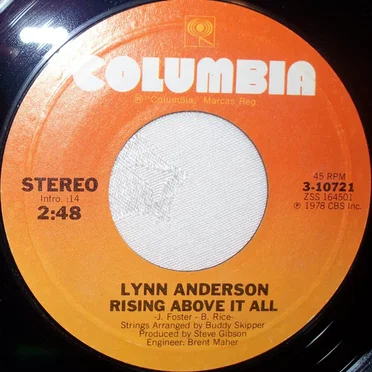 COLUMBIA
® "Columbia," Marcas Reg.
STEREO
Intro. :14
2:48
45 RPM
3-10721
ZSS 164501
℗ 1978 CBS Inc.
LYNN ANDERSON
RISING ABOVE IT ALL
-J. Foster - B. Rice-
Strings Arranged by Buddy Skipper
Produced by Steve Gibson
Engineer: Brent Maher